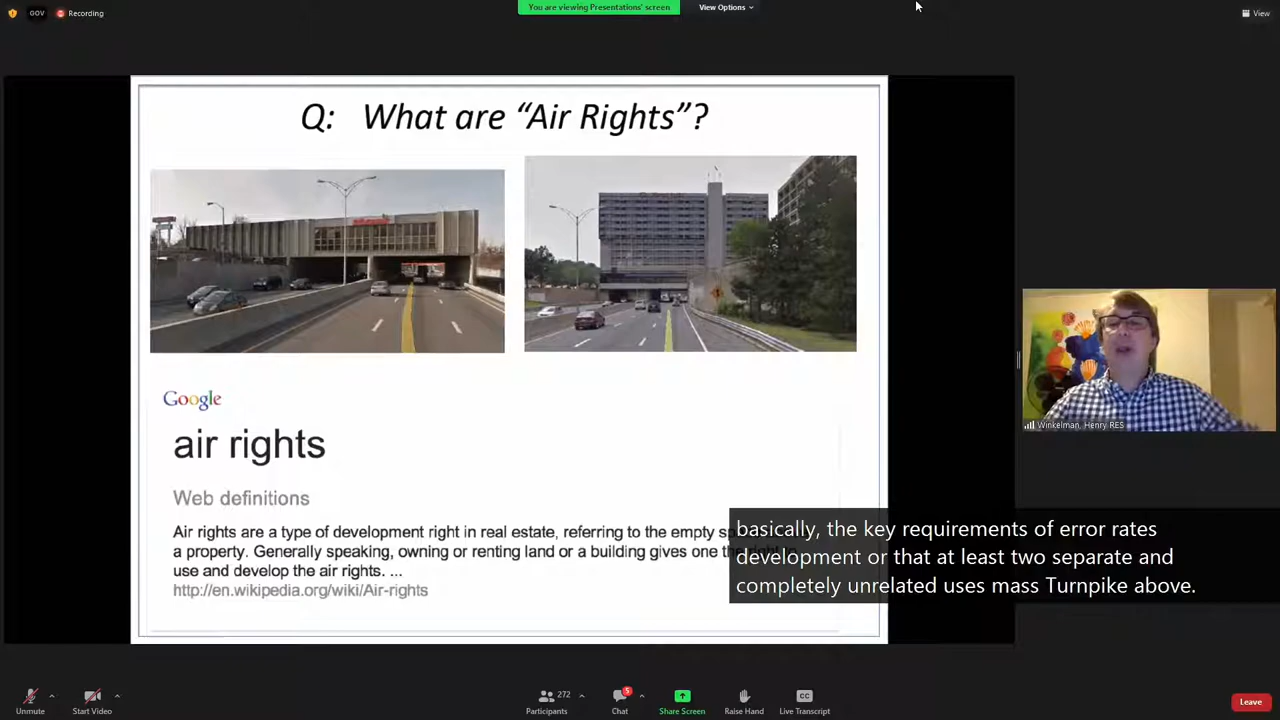 GOV
Recording
You are viewing Presentations' screen
View Options
View
Q: What are “Air Rights”?
Google
air rights
Web definitions
Air rights are a type of development right in real estate, referring to the empty
a property. Generally speaking, owning or renting land or a building gives one
use and develop the air rights. ...
http://en.wikipedia.org/wiki/Air-rights
basically, the key requirements of error rates
development or that at least two separate and
completely unrelated uses mass Turnpike above.
Winkelman, Henry RES
Unmute
Start Video
272
Participants
5
Chat
Share Screen
Raise Hand
CC
Live Transcript
Leave